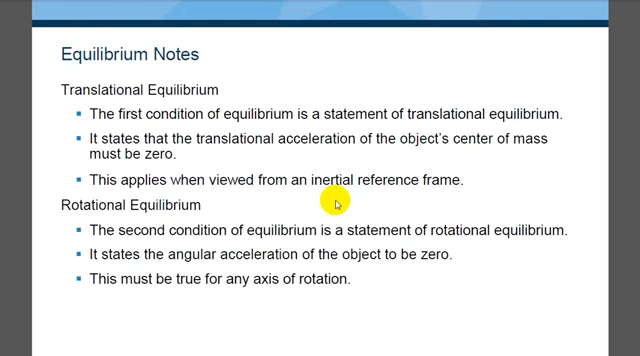 Equilibrium Notes
Translational Equilibrium
The first condition of equilibrium is a statement of translational equilibrium.
It states that the translational acceleration of the object's center of mass
must be zero.
This applies when viewed from an inertial reference frame.
Rotational Equilibrium
The second condition of equilibrium is a statement of rotational equilibrium.
It states the angular acceleration of the object to be zero.
This must be true for any axis of rotation.